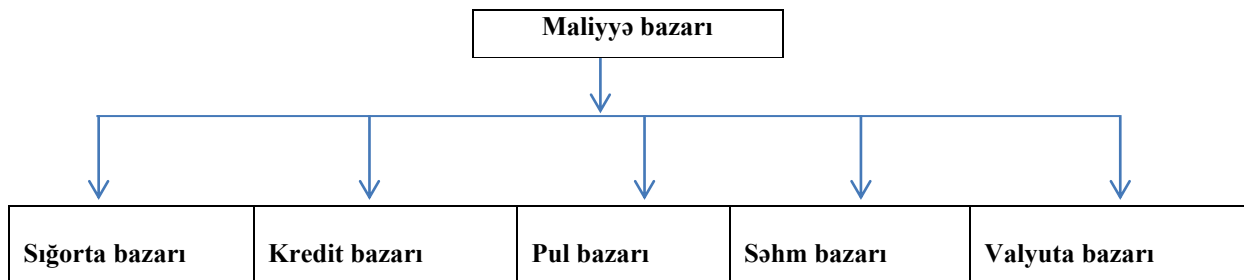 Maliyyə bazarı
Sığorta bazarı
Kredit bazarı
Pul bazarı
Səhm bazarı
Valyuta bazarı